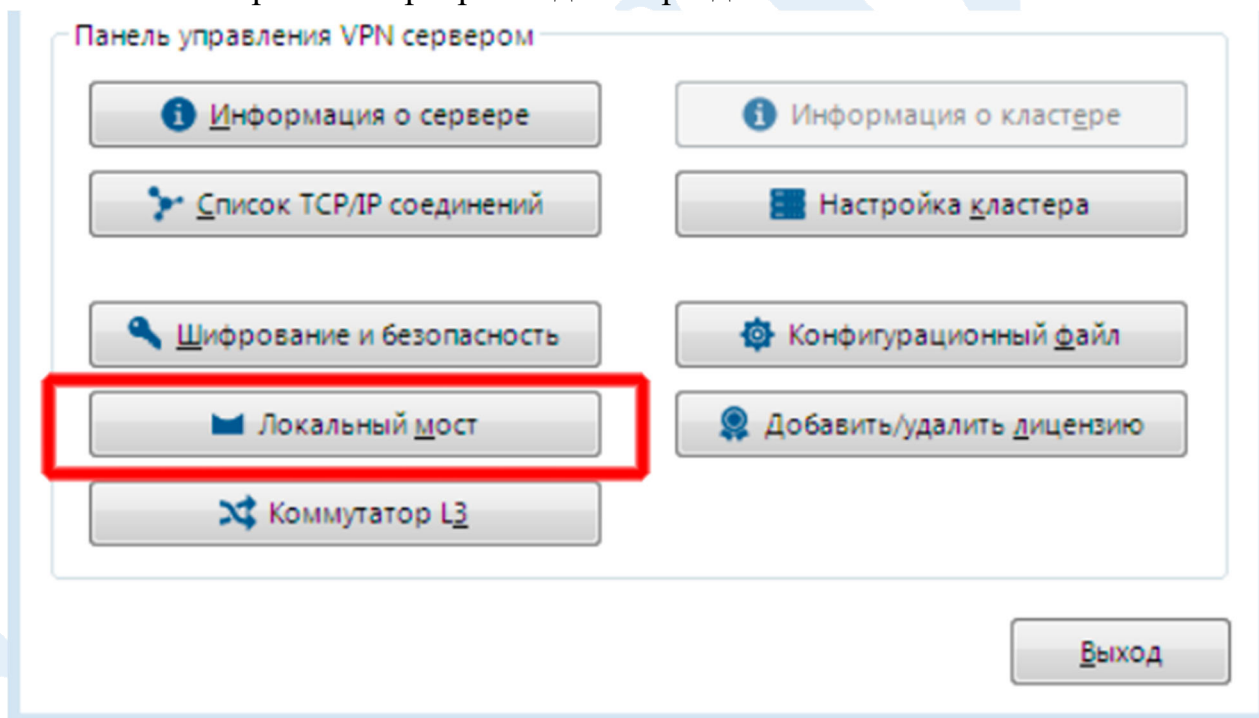 Панель управления VPN сервером
Информация о сервере
Информация о кластере
Список TCP/IP соединений
Настройка кластера
Шифрование и безопасность
Конфигурационный файл
Локальный мост
Добавить/удалить лицензию
Коммутатор L3
Выход